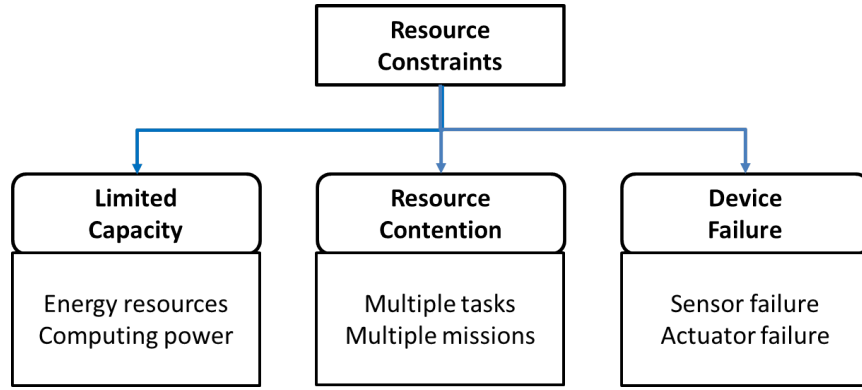 Resource
Constraints
Limited
Capacity
Energy resources
Computing power
Resource
Contention
Multiple tasks
Multiple missions
Device
Failure
Sensor failure
Actuator failure